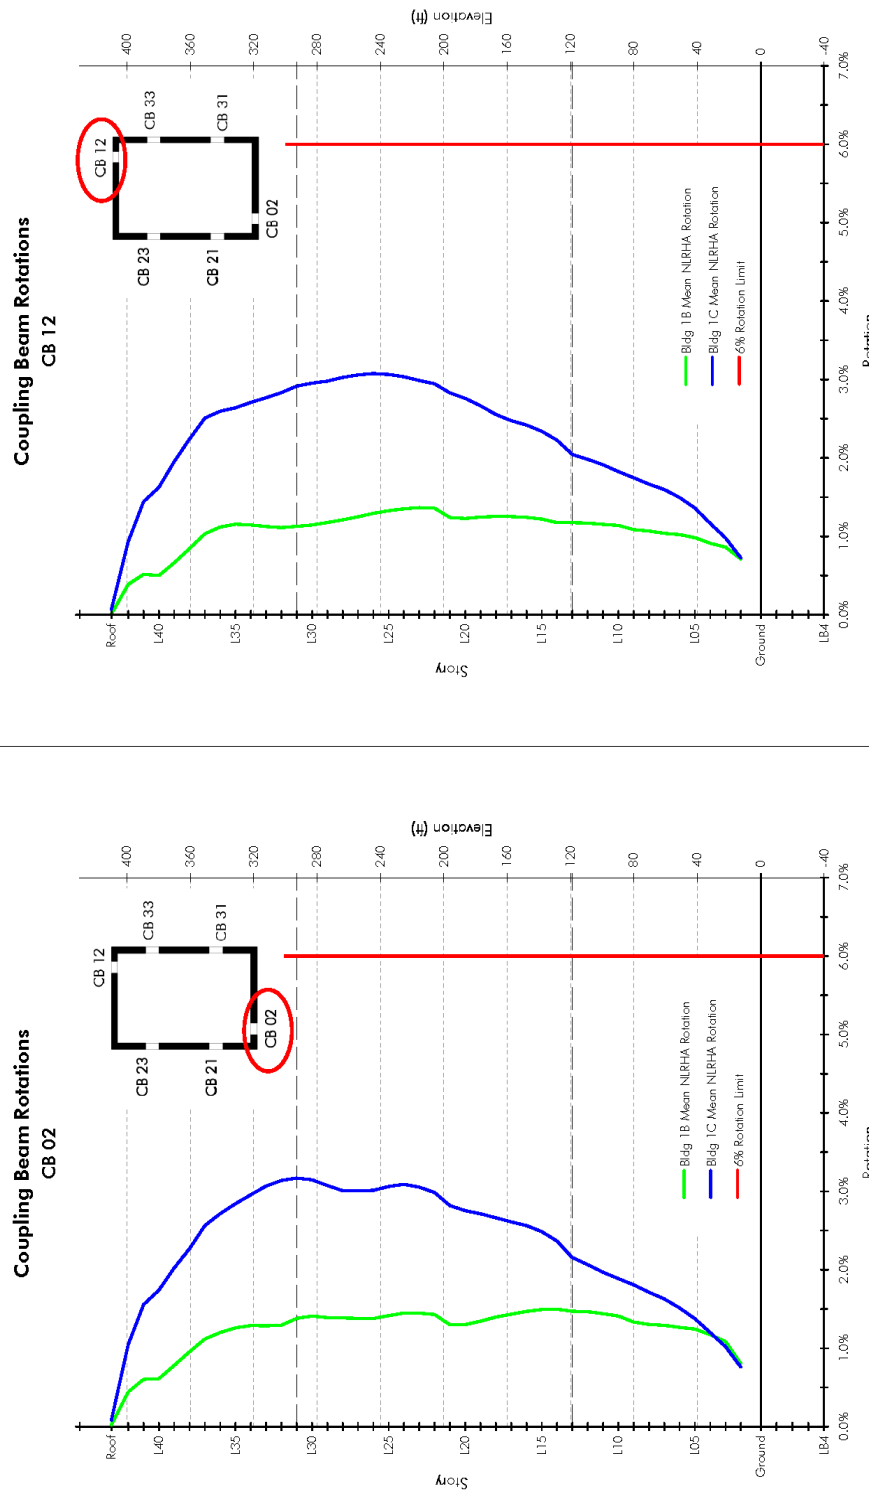 Coupling Beam Rotations
CB 02
Elevation (ft)
400
360
320
280
240
200
160
120
80
40
0
-40
CB 12
CB 33
CB 31
CB 23
CB 21
CB 02
Bldg 1B Mean NLRHA Rotation
Bldg 1C Mean NLRHA Rotation
6% Rotation Limit
Story
Roof
L40
L35
L30
L25
L20
L15
L10
L05
Ground
LB4
0.0%
1.0%
2.0%
3.0%
4.0%
5.0%
6.0%
7.0%
Rotation
Coupling Beam Rotations
CB 12
Elevation (ft)
400
360
320
280
240
200
160
120
80
40
0
-40
CB 12
CB 33
CB 31
CB 23
CB 21
CB 02
Bldg 1B Mean NLRHA Rotation
Bldg 1C Mean NLRHA Rotation
6% Rotation Limit
Story
Roof
L40
L35
L30
L25
L20
L15
L10
L05
Ground
LB4
0.0%
1.0%
2.0%
3.0%
4.0%
5.0%
6.0%
7.0%
Rotation